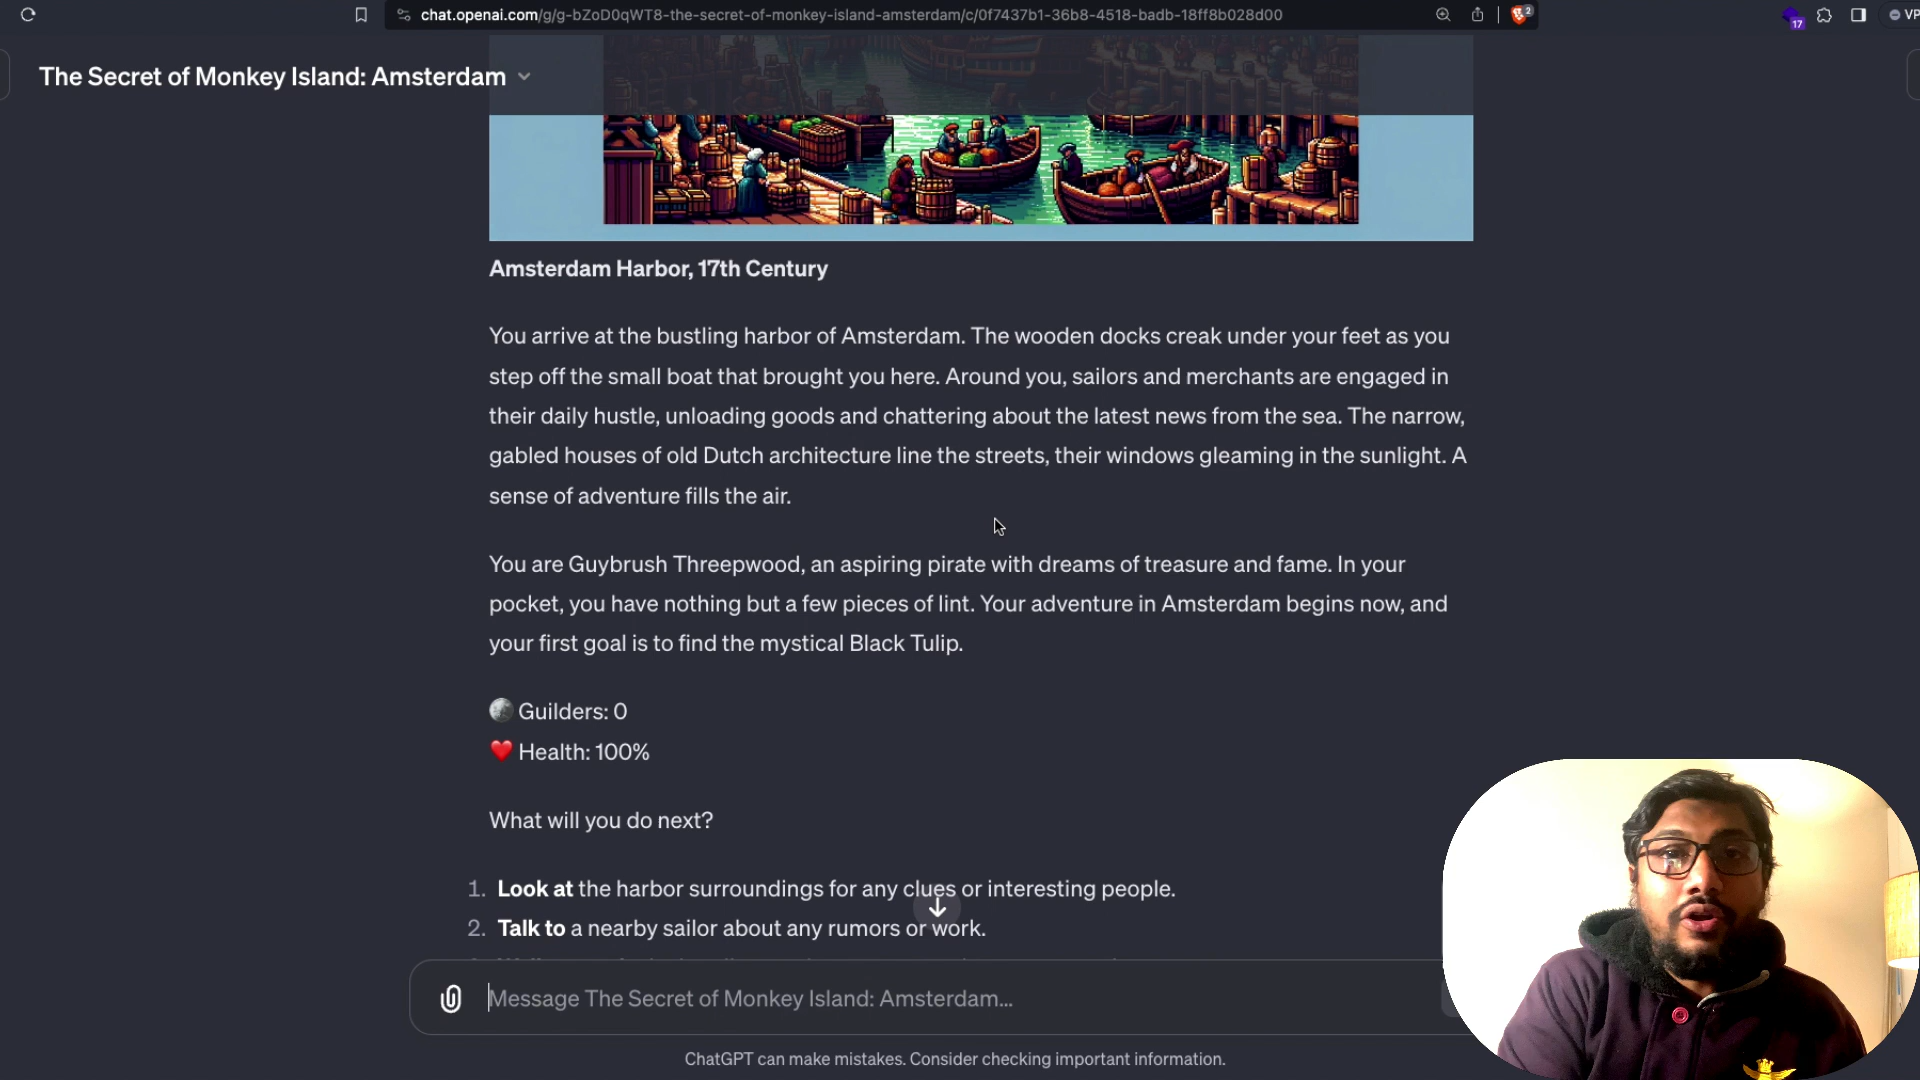 chat.openai.com/g/g-bZoD0qWT8-the-secret-of-monkey-island-amsterdam/c/0f7437b1-36b8-4518-badb-18ff8b028d00
2
17
VP
The Secret of Monkey Island: Amsterdam
Amsterdam Harbor, 17th Century
You arrive at the bustling harbor of Amsterdam. The wooden docks creak under your feet as you
step off the small boat that brought you here. Around you, sailors and merchants are engaged in
their daily hustle, unloading goods and chattering about the latest news from the sea. The narrow,
gabled houses of old Dutch architecture line the streets, their windows gleaming in the sunlight. A
sense of adventure fills the air.
You are Guybrush Threepwood, an aspiring pirate with dreams of treasure and fame. In your
pocket, you have nothing but a few pieces of lint. Your adventure in Amsterdam begins now, and
your first goal is to find the mystical Black Tulip.
Guilders: 0
Health: 100%
What will you do next?
1. Look at the harbor surroundings for any clues or interesting people.
2. Talk to a nearby sailor about any rumors or work.
Message The Secret of Monkey Island: Amsterdam...
ChatGPT can make mistakes. Consider checking important information.